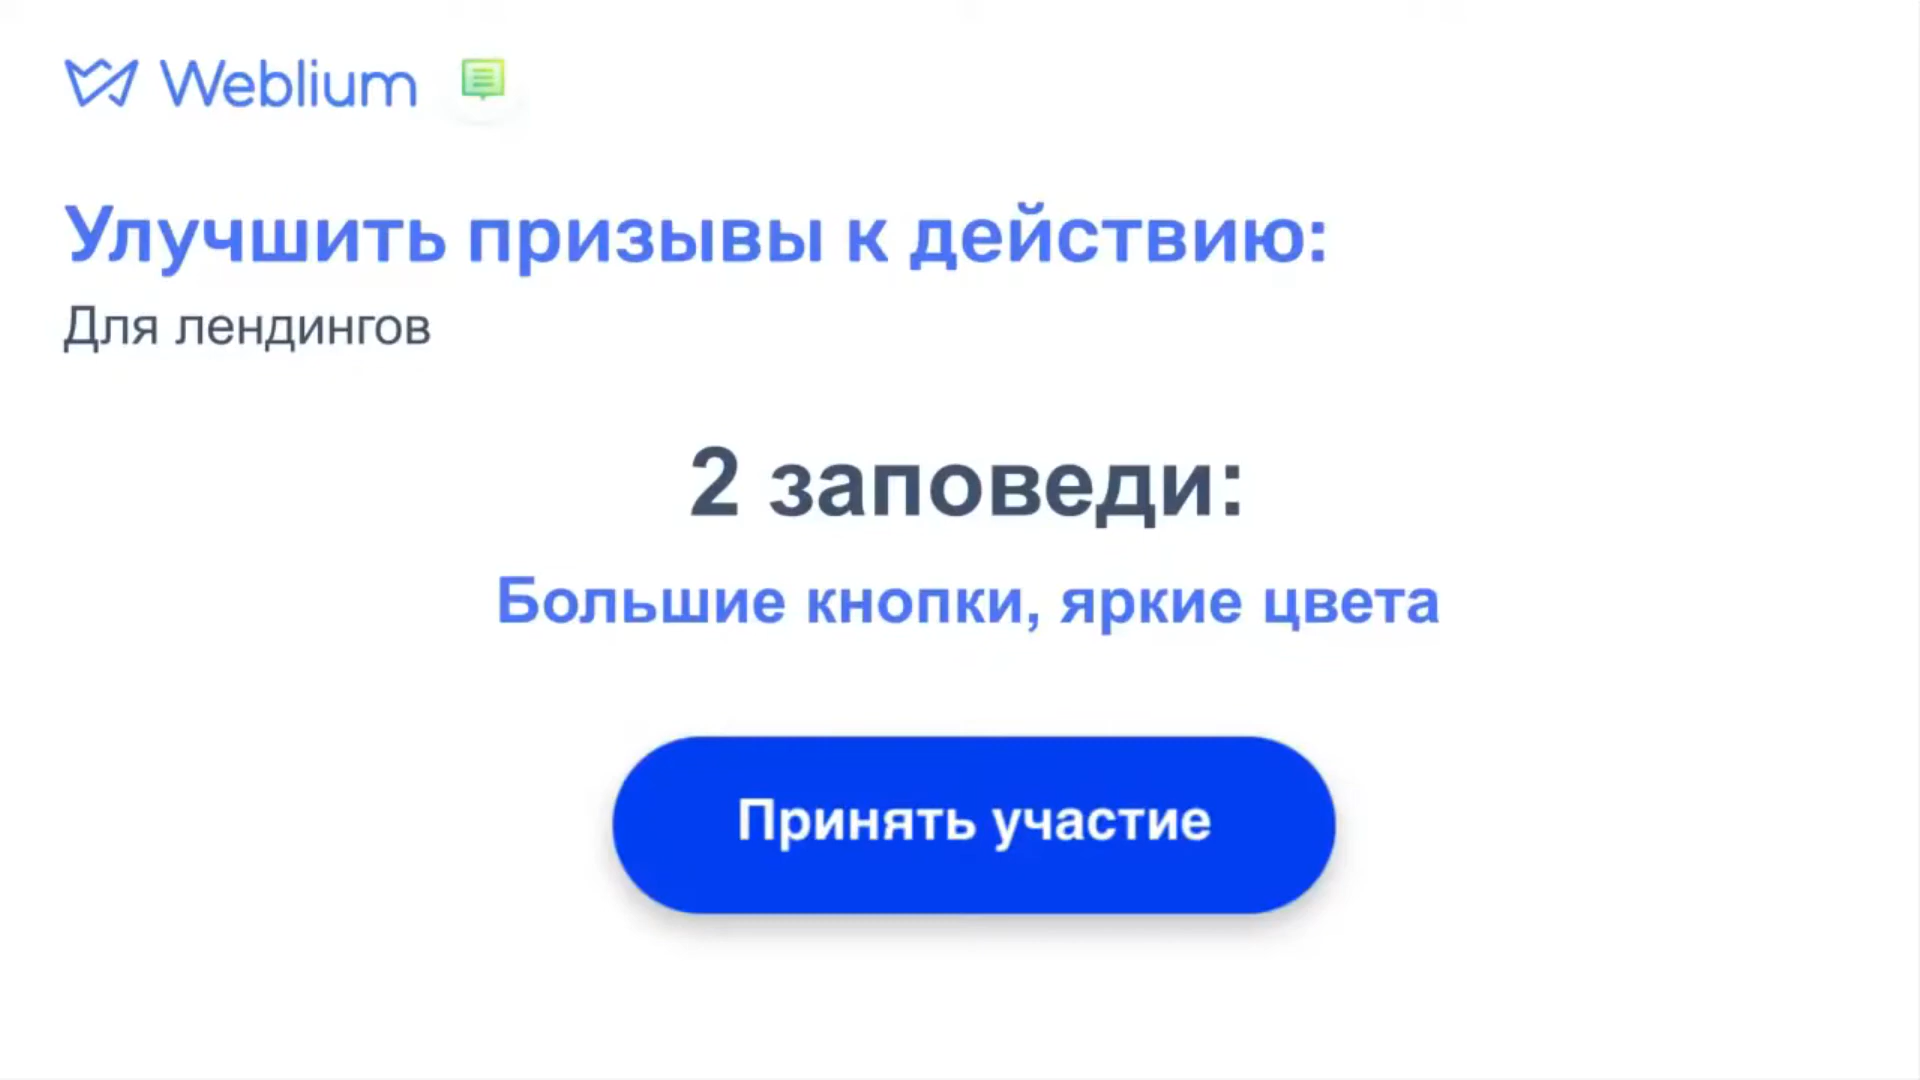 Weblium
Улучшить призывы к действию:
Для лендингов
2 заповеди:
Большие кнопки, яркие цвета
Принять участие